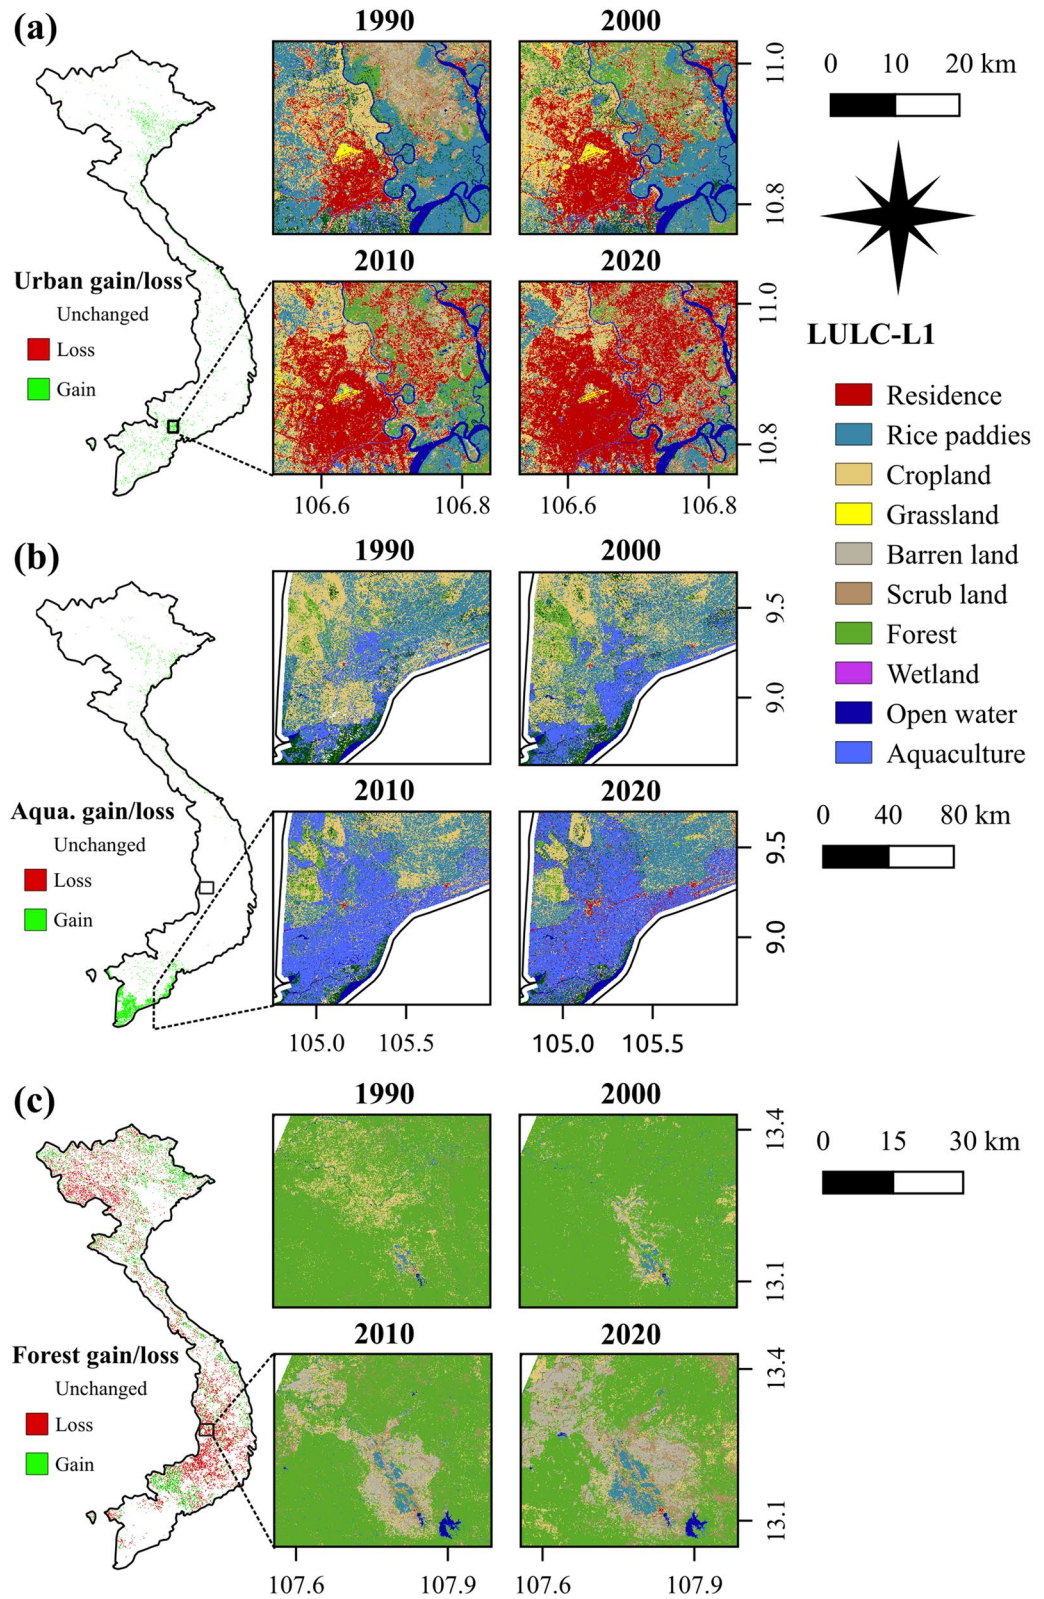 (a)
1990
2000
11.0
10.8
0 10 20 km
Urban gain/loss
Unchanged
Loss
Gain
2010
2020
11.0
10.8
106.6
106.8
106.6
106.8
LULC-L1
Residence
Rice paddies
Cropland
Grassland
Barren land
Scrub land
Forest
Wetland
Open water
Aquaculture
(b)
1990
2000
9.5
9.0
Aqua. gain/loss
Unchanged
Loss
Gain
2010
2020
9.5
9.0
105.0
105.5
105.0
105.5
0 40 80 km
(c)
1990
2000
13.4
13.1
0 15 30 km
Forest gain/loss
Unchanged
Loss
Gain
2010
2020
13.4
13.1
107.6
107.9
107.6
107.9